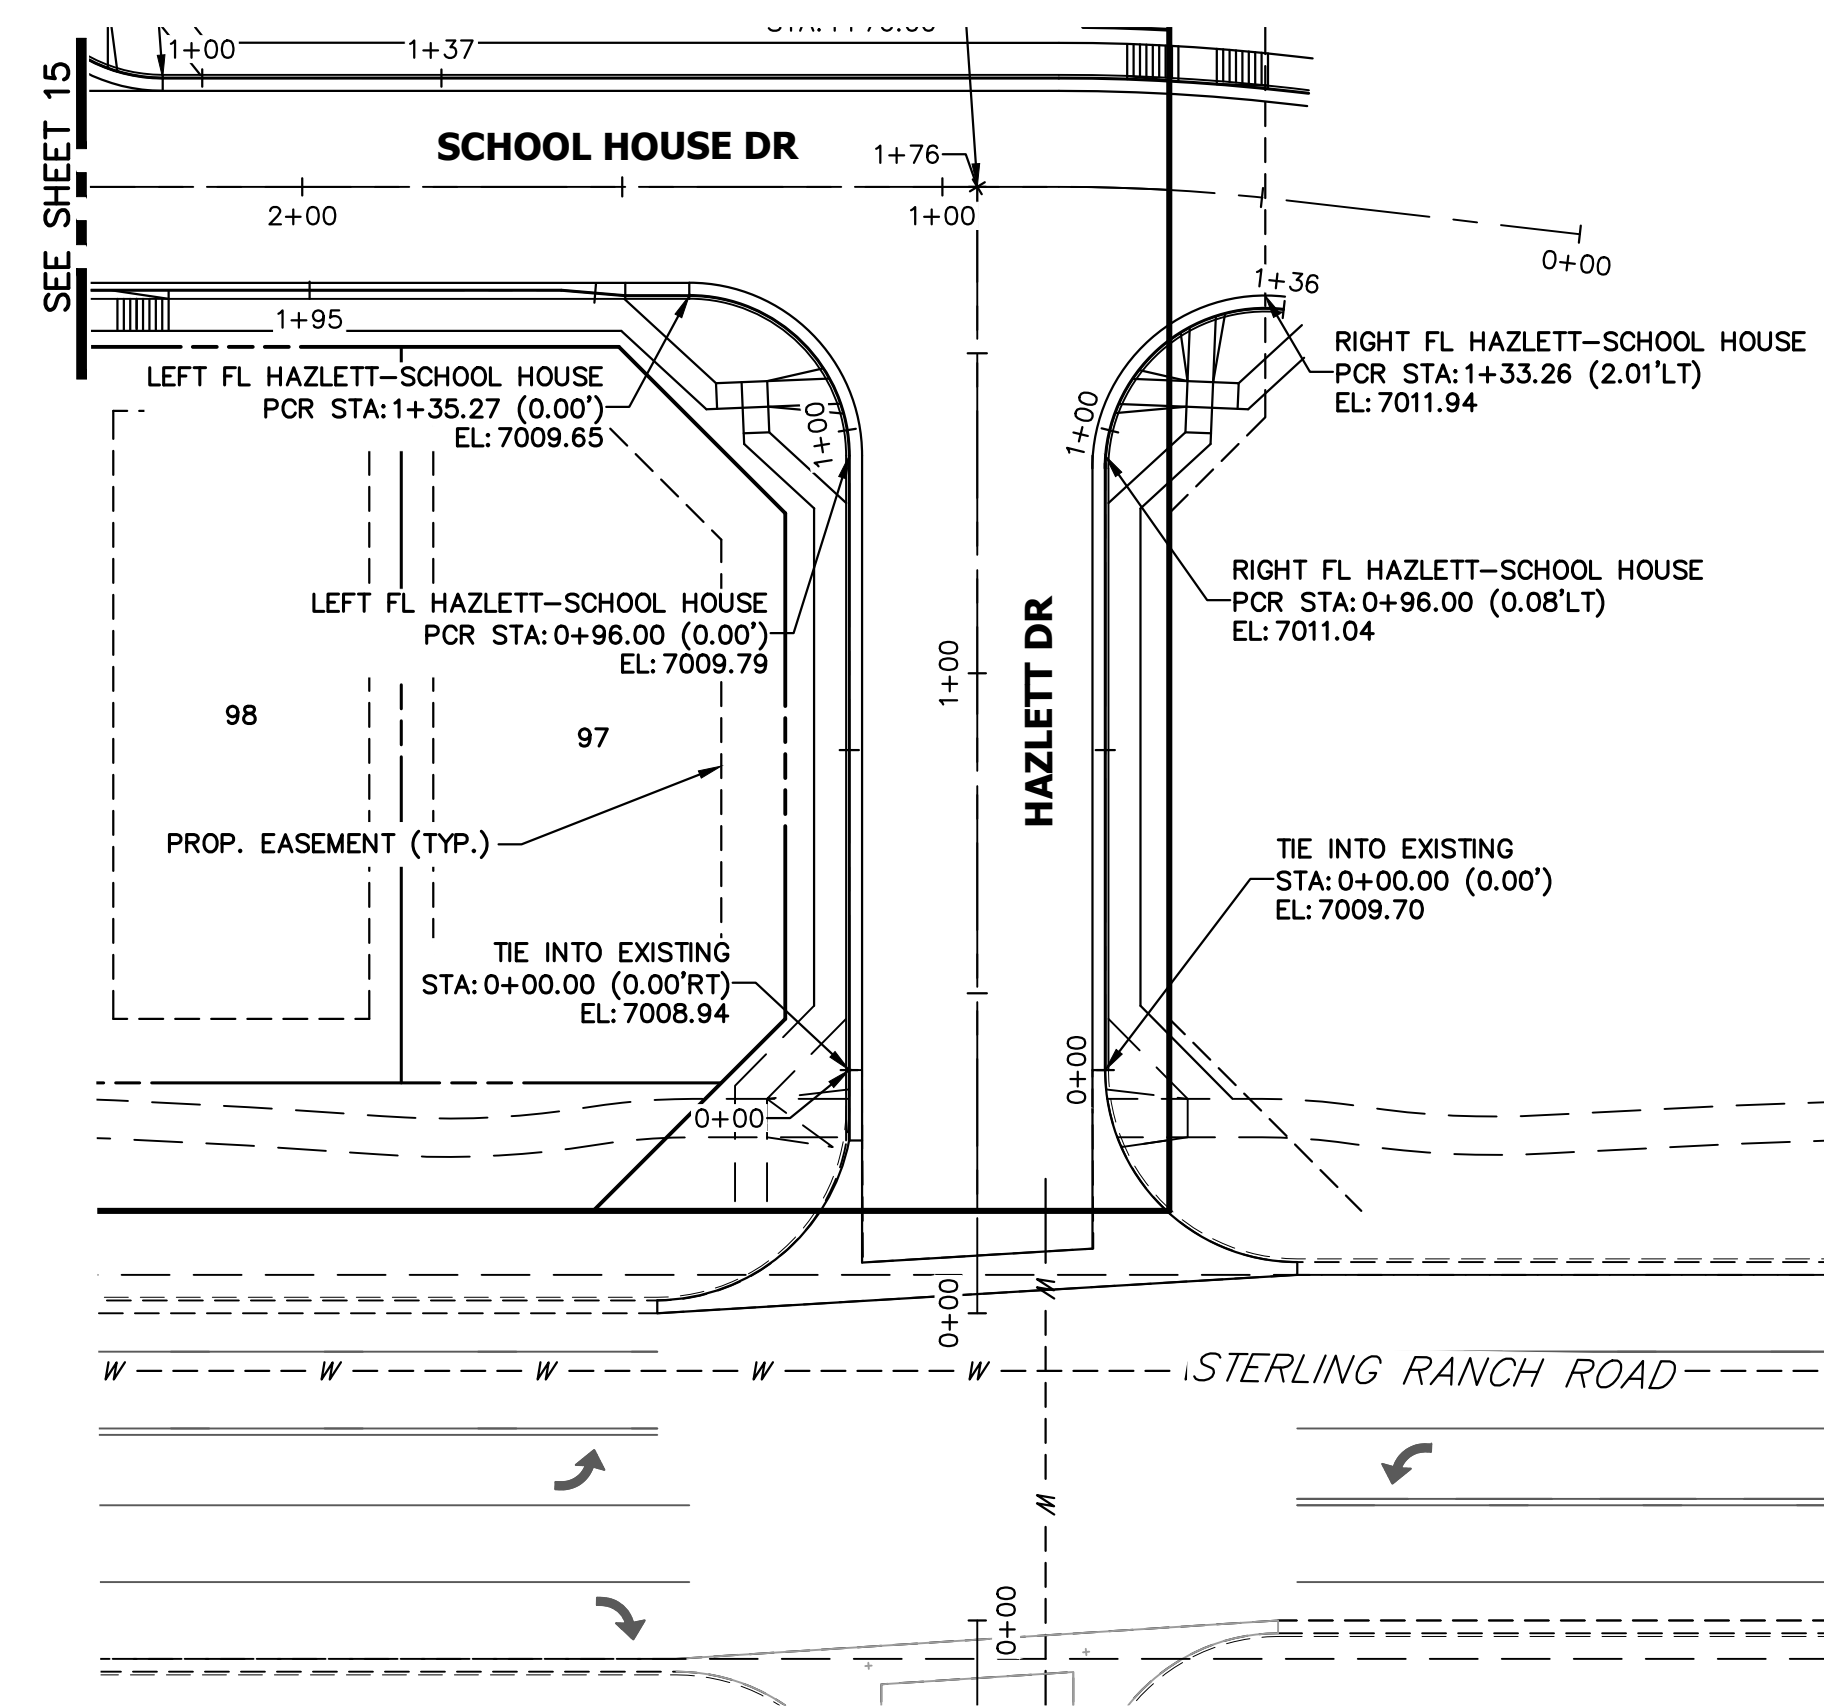 1+00
1+37
SEE SHEET 15
SCHOOL HOUSE DR
1+76
2+00
1+00
0+00
1+36
1+95
RIGHT FL HAZLETT-SCHOOL HOUSE
PCR STA:1+33.26 (2.01'LT)
EL:7011.94
LEFT FL HAZLETT-SCHOOL HOUSE
PCR STA:1+35.27 (0.00')
EL:7009.65
1+00
1+00
RIGHT FL HAZLETT-SCHOOL HOUSE
PCR STA:0+96.00 (0.08'LT)
EL:7011.04
LEFT FL HAZLETT-SCHOOL HOUSE
PCR STA:0+96.00 (0.00')
EL:7009.79
1+00
HAZLETT DR
98
97
PROP. EASEMENT (TYP.)
TIE INTO EXISTING
STA:0+00.00 (0.00')
EL:7009.70
TIE INTO EXISTING
STA:0+00.00 (0.00'RT)
EL:7008.94
0+00
0+00
0+00
W
W W W W W
STERLING RANCH ROAD
W
0+00